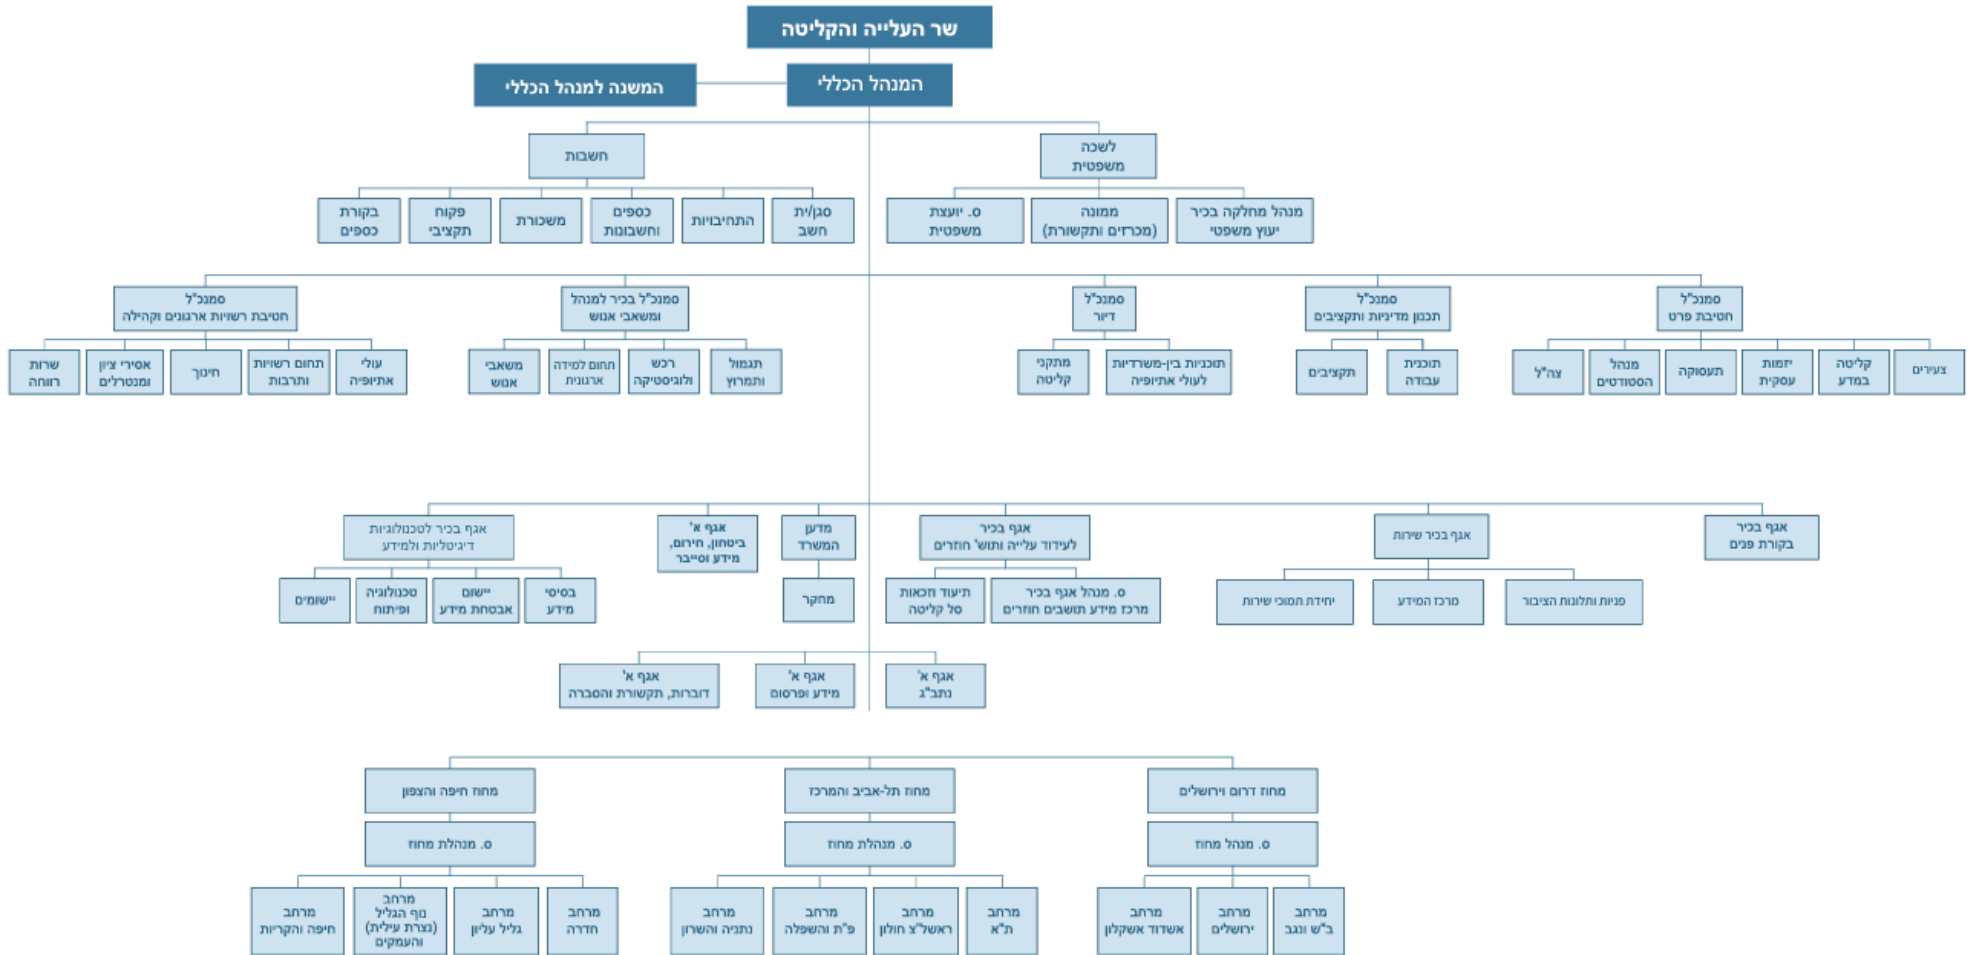 שר העלייה והקליטה
המנהל הכללי
המשנה למנהל הכללי
לשכה
משפטית
חשבות
מנהל מחלקה בכיר
יעוץ משפטי
ממונה
(מכרזים ותקשורת)
ס. יועצת
משפטית
סגן/ית
חשב
התחיבויות
כספים
וחשבונות
משכורת
פקוח
תקציבי
בקורת
כספים
סמנכ"ל
חטיבת פרט
סמנכ"ל
תכנון מדיניות ותקציבים
סמנכ"ל
דיור
סמנכ"ל בכיר למנהל
ומשאבי אנוש
סמנכ"ל
חטיבת רשויות ארגונים וקהילה
צעירים
קליטה
במדע
יזמות
עסקית
תעסוקה
מנהל
הסטודטים
צה"ל
תוכנית
עבודה
תקציבים
תוכניות בין-משרדיות
לעולי אתיופיה
מתקני
קליטה
תגמול
ותמרוץ
רכש
ולוגיסטיקה
תחום למידה
ארגונית
משאבי
אנוש
עולי
אתיופיה
תחום רשויות
ותרבות
חינוך
אסירי ציון
ומנטרלים
שרות
רווחה
אגף בכיר
בקורת פנים
אגף בכיר שירות
אגף בכיר
לעידוד עלייה ותוש' חוזרים
מדען
המשרד
אגף א'
ביטחון, חירום,
מידע וסייבר
אגף בכיר לטכנולוגיות
דיגיטליות ולמידע
פניות ותלונות הציבור
מרכז המידע
יחידת תמוכי שירות
ס. מנהל אגף בכיר
מרכז מידע תושבים חוזרים
תיעוד וזכאות
סל קליטה
מחקר
בסיסי
מידע
יישום
אבטחת מידע
טכנולוגיה
ופיתוח
יישומים
אגף א'
נתב"ג
אגף א'
מידע ופרסום
אגף א'
דוברות, תקשורת והסברה
מחוז דרום וירושלים
מחוז תל-אביב והמרכז
מחוז חיפה והצפון
ס. מנהל מחוז
ס. מנהלת מחוז
ס. מנהלת מחוז
מרחב
ב"ש ונגב
מרחב
ירושלים
מרחב
אשדוד אשקלון
מרחב
ת"א
מרחב
ראשל"צ חולון
מרחב
פ"ת והשפלה
מרחב
נתניה והשרון
מרחב
חדרה
מרחב
גליל עליון
מרחב
נוף הגליל
(נצרת עילית)
והעמקים
מרחב
חיפה והקריות